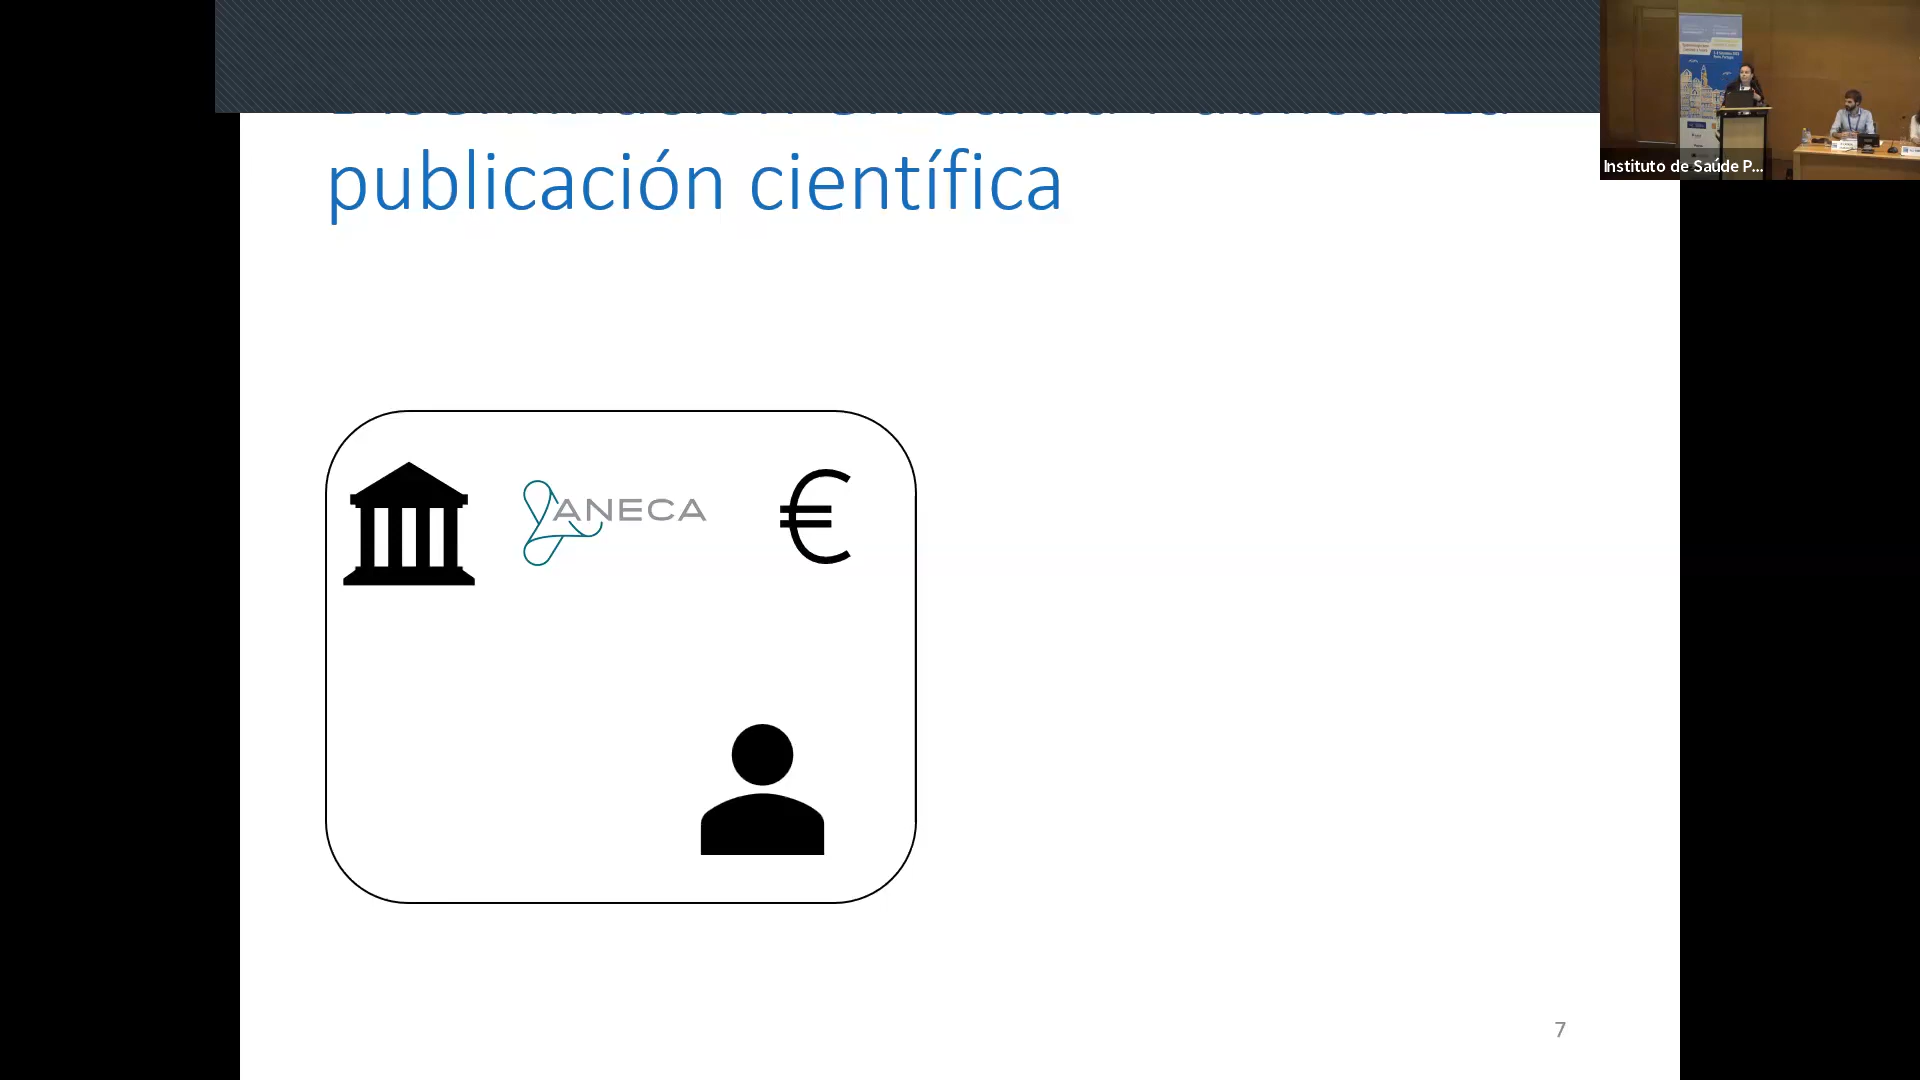 publicación científica
ANECA
€
7
Instituto de Saúde P...